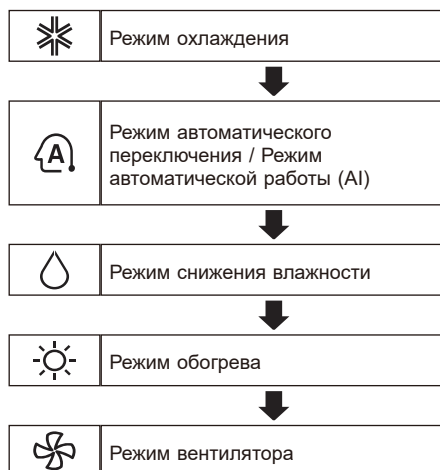 Режим охлаждения
A
Режим автоматического
переключения / Режим
автоматической работы (AI)
Режим снижения влажности
Режим обогрева
Режим вентилятора